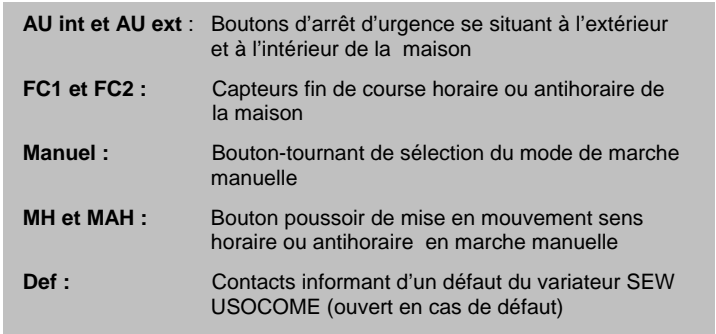 AU int et AU ext : Boutons d'arrêt d'urgence se situant à l'extérieur
et à l'intérieur de la maison
FC1 et FC2 : Capteurs fin de course horaire ou antihoraire de
la maison
Manuel : Bouton-tournant de sélection du mode de marche
manuelle
MH et MAH : Bouton poussoir de mise en mouvement sens
horaire ou antihoraire en marche manuelle
Def : Contacts informant d'un défaut du variateur SEW
USOCOME (ouvert en cas de défaut)